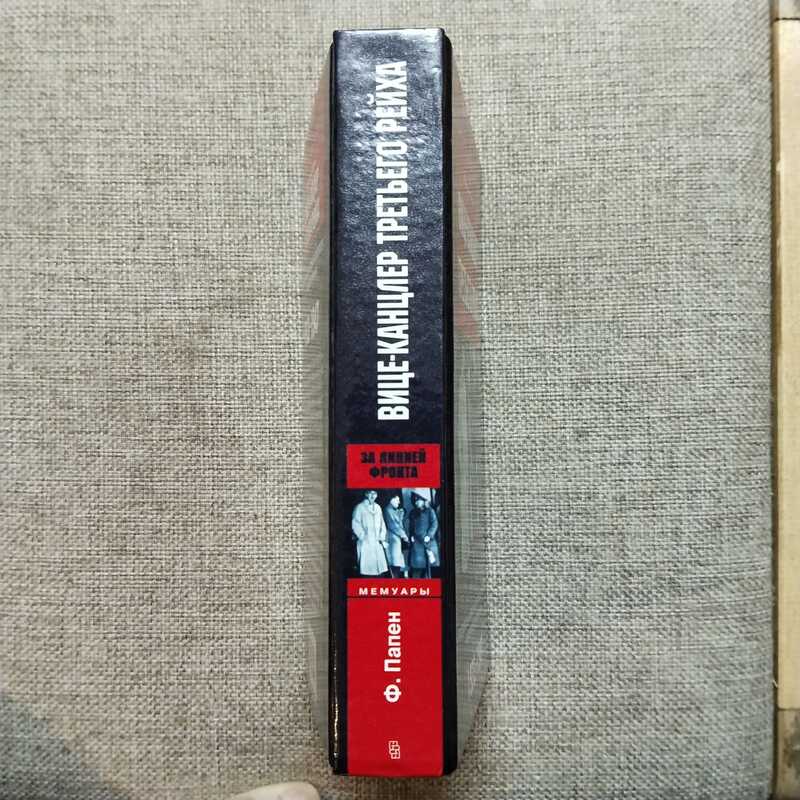 ВИЦЕ-КАНЦЛЕР ТРЕТЬЕГО РЕЙХА
ЗА ЛИНИЕЙ
ФРОНТА
МЕМУАРЫ
Ф. Папен